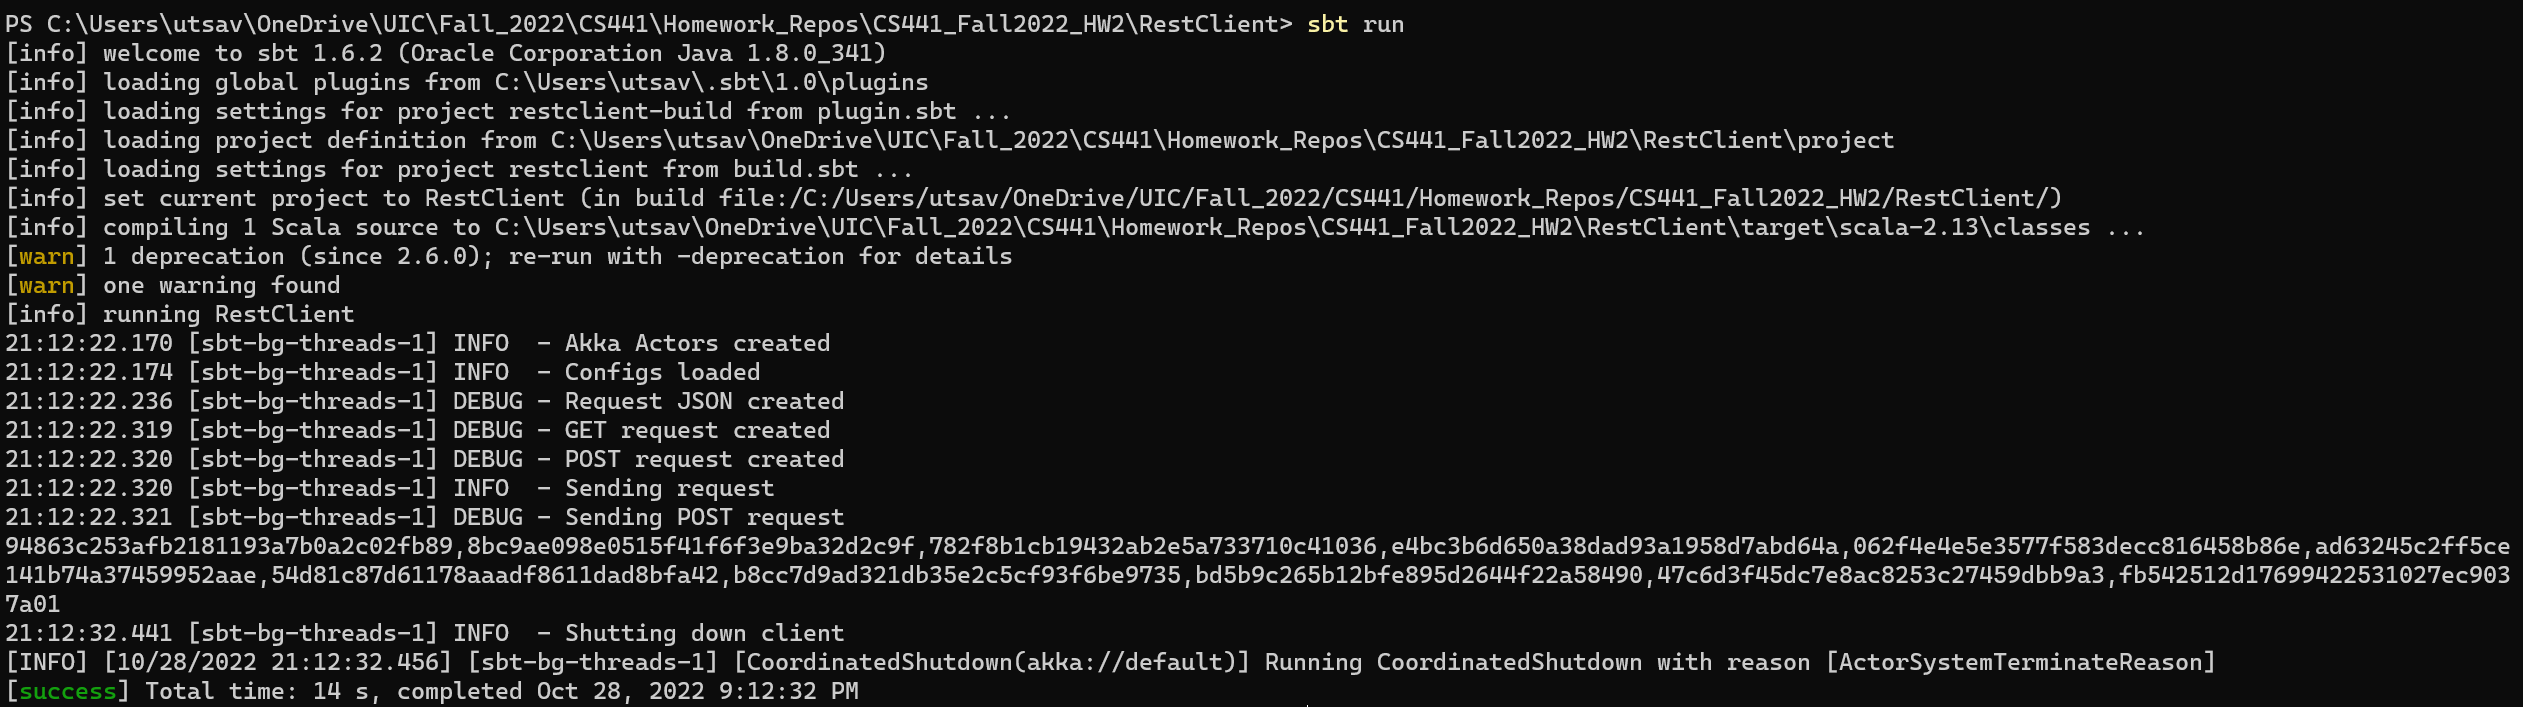 PS C:\Users\utsav\OneDrive\UIC\Fall_2022\CS441\Homework_Repos\CS441_Fall2022_HW2\RestClient> sbt run
[info] welcome to sbt 1.6.2 (Oracle Corporation Java 1.8.0_341)
[info] loading global plugins from C:\Users\utsav\.sbt\1.0\plugins
[info] loading settings for project restclient-build from plugin.sbt ...
[info] loading project definition from C:\Users\utsav\OneDrive\UIC\Fall_2022\CS441\Homework_Repos\CS441_Fall2022_HW2\RestClient\project
[info] loading settings for project restclient from build.sbt ...
[info] set current project to RestClient (in build file:/C:/Users/utsav/OneDrive/UIC/Fall_2022/CS441/Homework_Repos/CS441_Fall2022_HW2/RestClient/)
[info] compiling 1 Scala source to C:\Users\utsav\OneDrive\UIC\Fall_2022\CS441\Homework_Repos\CS441_Fall2022_HW2\RestClient\target\scala-2.13\classes ...
[warn] 1 deprecation (since 2.6.0); re-run with -deprecation for details
[warn] one warning found
[info] running RestClient
21:12:22.170 [sbt-bg-threads-1] INFO  - Akka Actors created
21:12:22.174 [sbt-bg-threads-1] INFO  - Configs loaded
21:12:22.236 [sbt-bg-threads-1] DEBUG - Request JSON created
21:12:22.319 [sbt-bg-threads-1] DEBUG - GET request created
21:12:22.320 [sbt-bg-threads-1] DEBUG - POST request created
21:12:22.320 [sbt-bg-threads-1] INFO  - Sending request
21:12:22.321 [sbt-bg-threads-1] DEBUG - Sending POST request
94863c253afb2181193a7b0a2c02fb89,8bc9ae098e0515f41f6f3e9ba32d2c9f,782f8b1cb19432ab2e5a733710c41036,e4bc3b6d650a38dad93a1958d7abd64a,062f4e4e5e3577f583decc816458b86e,ad63245c2ff5ce
141b74a37459952aae,54d81c87d61178aaadf8611dad8bfa42,b8cc7d9ad321db35e2c5cf93f6be9735,bd5b9c265b12bfe895d2644f22a58490,47c6d3f45dc7e8ac8253c27459dbb9a3,fb542512d17699422531027ec903
7a01
21:12:32.441 [sbt-bg-threads-1] INFO  - Shutting down client
[INFO] [10/28/2022 21:12:32.456] [sbt-bg-threads-1] [CoordinatedShutdown(akka://default)] Running CoordinatedShutdown with reason [ActorSystemTerminateReason]
[success] Total time: 14 s, completed Oct 28, 2022 9:12:32 PM